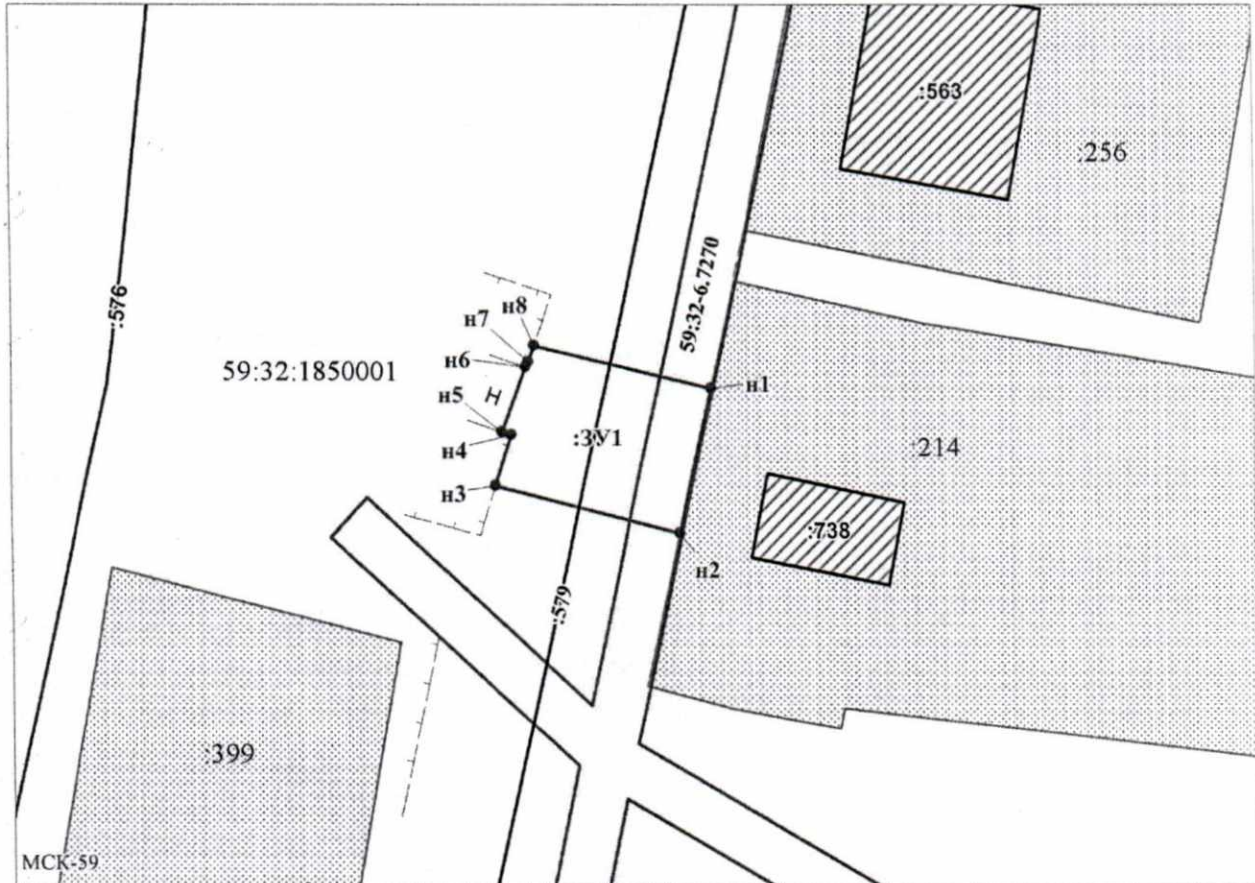 :563
:256
59:32-6.7270
:576
н8
н7
н6
59:32:1850001
н1
н5
Н
:ЗУ1
:214
н4
н3
:738
н2
:579
:399
МСК-59